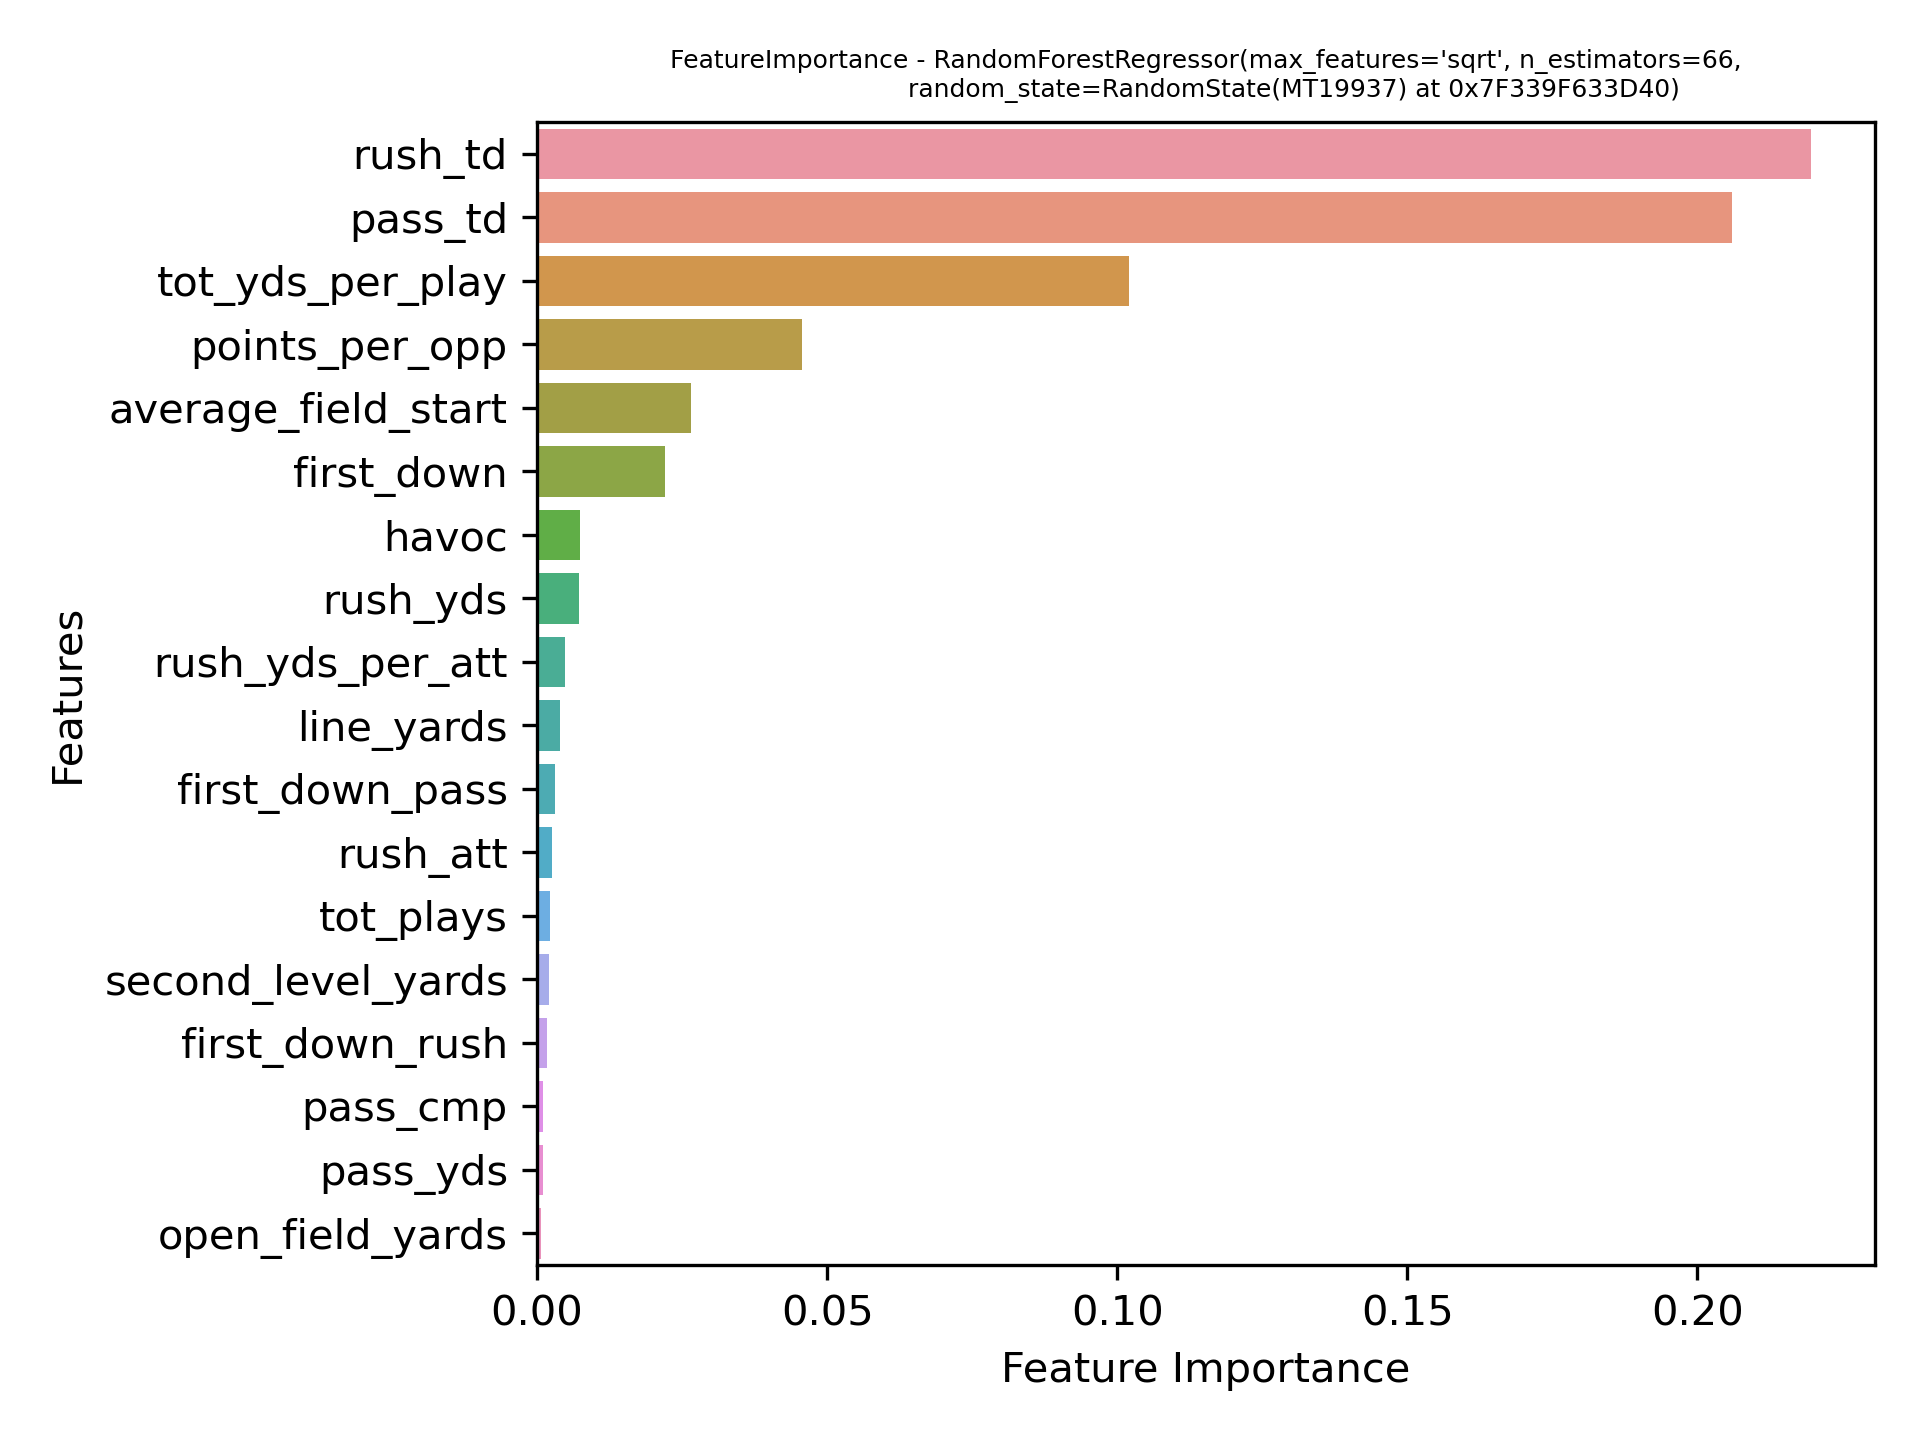 FeatureImportance - RandomForestRegressor(max_features='sqrt', n_estimators=66,
random_state=RandomState(MT19937) at 0x7F339F633D40)
rush_td
pass_td
tot_yds_per_play
points_per_opp
average_field_start
first_down
havoc
rush_yds
rush_yds_per_att
line_yards
first_down_pass
rush_att
tot_plays
second_level_yards
first_down_rush
pass_cmp
pass_yds
open_field_yards
Features
0.00 0.05 0.10 0.15 0.20
Feature Importance